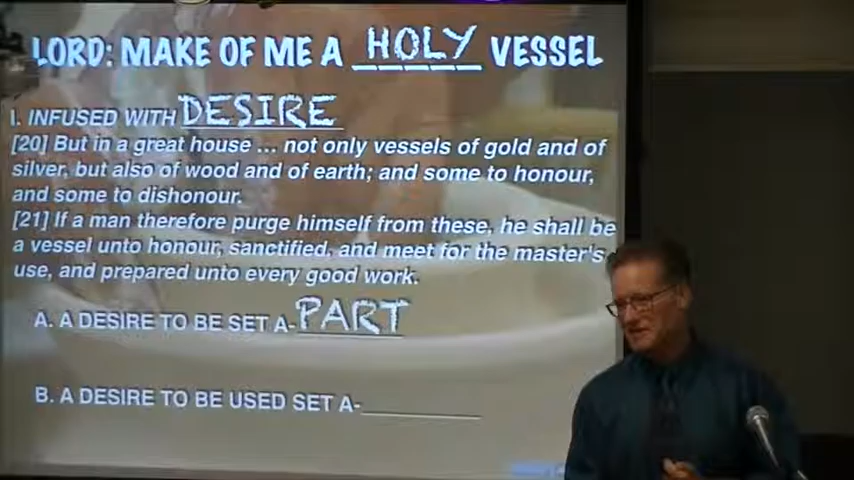 LORD: MAKE OF ME A HOLY VESSEL
I. INFUSED WITH DESIRE
[20] But in a great house ... not only vessels of gold and of
silver, but also of wood and of earth; and some to honour,
and some to dishonour.
[21] If a man therefore purge himself from these, he shall be
a vessel unto honour, sanctified, and meet for the master's
use, and prepared unto every good work.
A. A DESIRE TO BE SET A-PART
B. A DESIRE TO BE USED SET A-